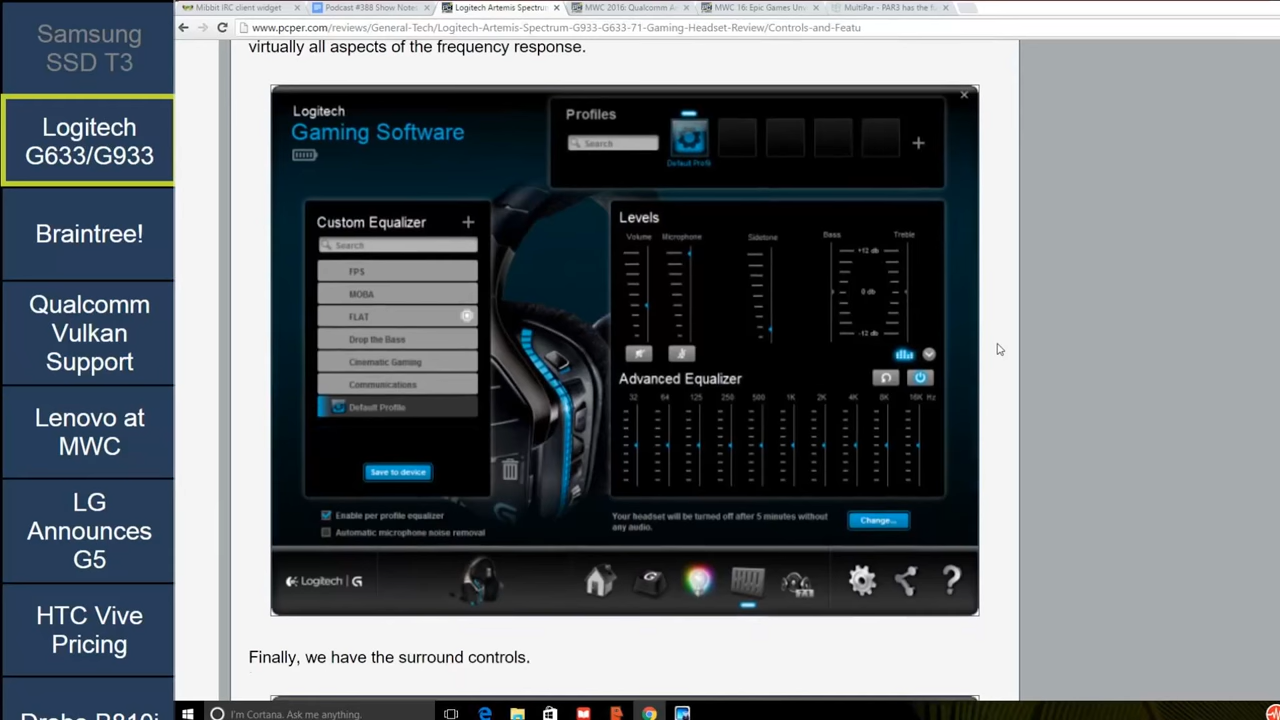 Samsung
SSD T3
Logitech
G633/G933
Braintree!
Qualcomm
Vulkan
Support
Lenovo at
MWC
LG
Announces
G5
HTC Vive
Pricing
Mibbit IRC client widget
Podcast #388 Show Note
Logitech Artemis Spectru
MWC 2016: Qualcomm A
MWC 16: Epic Games Un
MultiPar - PAR3 has the f
www.pcper.com/reviews/General-Tech/Logitech-Artemis-Spectrum-G933-G633-71-Gaming-Headset-Review/Controls-and-Featu
virtually all aspects of the frequency response.
Logitech
Gaming Software
Profiles
Search
Default Profil
Custom Equalizer
Search
FPS
MOBA
FLAT
Drop the Bass
Cinematic Gaming
Communications
Default Profile
Save to device
Enable per profile equalizer
Automatic microphone noise removal
Levels
Volume Microphone Sidetone Bass Treble
+12 db
0 db
-12 db
Advanced Equalizer
32 64 125 250 500 1K 2K 4K 8K 16K Hz
Your headset will be turned off after 5 minutes without
any audio.
Change...
Logitech G
7.1
Finally, we have the surround controls.
I'm Cortana. Ask me anything.